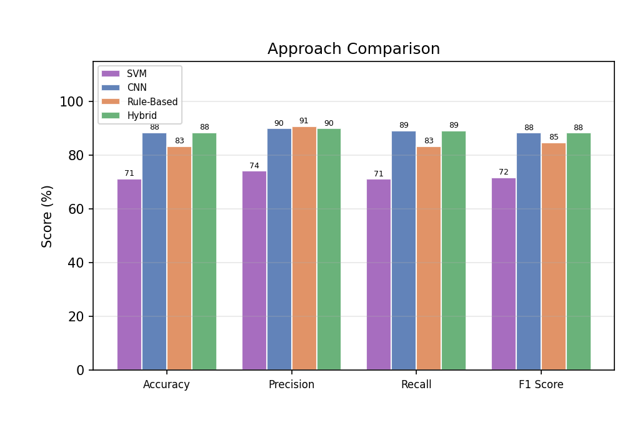 Approach Comparison
SVM
CNN
Rule-Based
Hybrid
Score (%)
100
80
60
40
20
0
71 88 83 88
74 90 91 90
71 89 83 89
72 88 85 88
Accuracy Precision Recall F1 Score